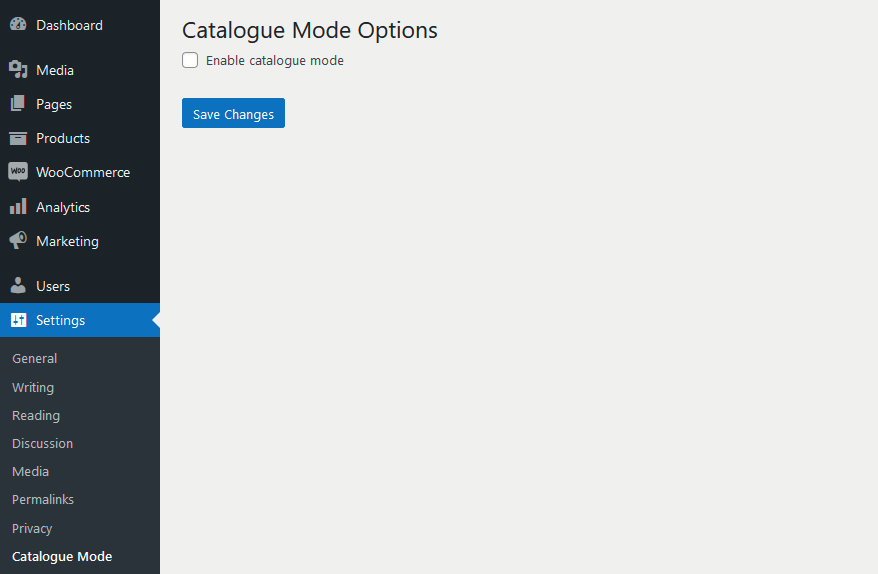 Dashboard
Media
Pages
Products
Woo
WooCommerce
Analytics
Marketing
Users
Settings
General
Writing
Reading
Discussion
Media
Permalinks
Privacy
Catalogue Mode
Catalogue Mode Options
Enable catalogue mode
Save Changes